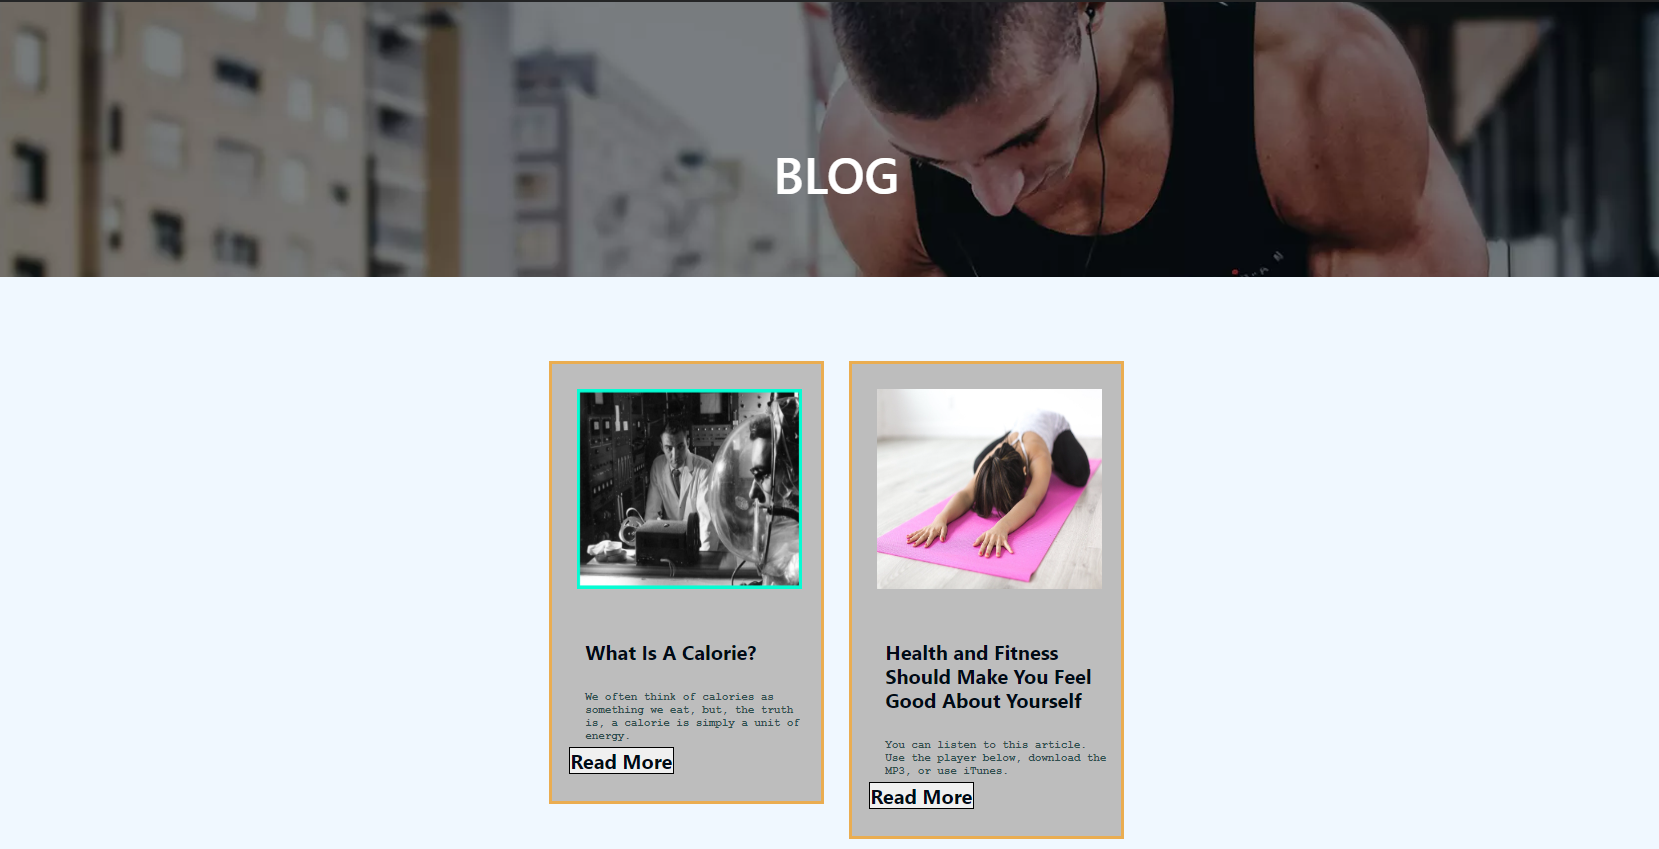 BLOG
What Is A Calorie?
We often think of calories as
something we eat, but, the truth
is, a calorie is simply a unit of
energy.
Read More
Health and Fitness
Should Make You Feel
Good About Yourself
You can listen to this article.
Use the player below, download the
MP3, or use iTunes.
Read More